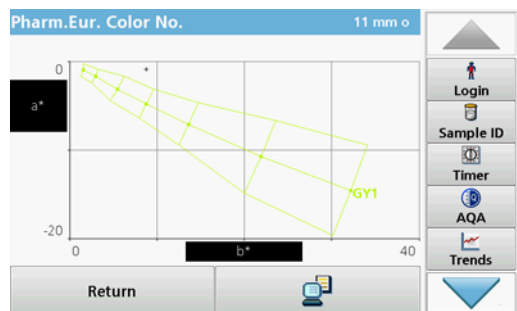 Pharm.Eur. Color No. 11 mm o
0
a*
-20
0 b* 40
GY1
Return
Login
Sample ID
Timer
AQA
Trends